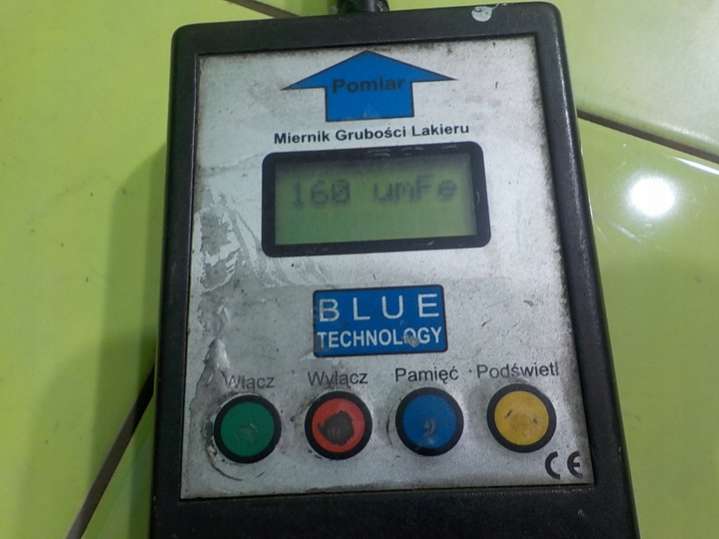 Pomiar
Miernik Grubości Lakieru
160 umFe
BLUE
TECHNOLOGY
Włącz Wyłącz Pamięć Podświetl
CE